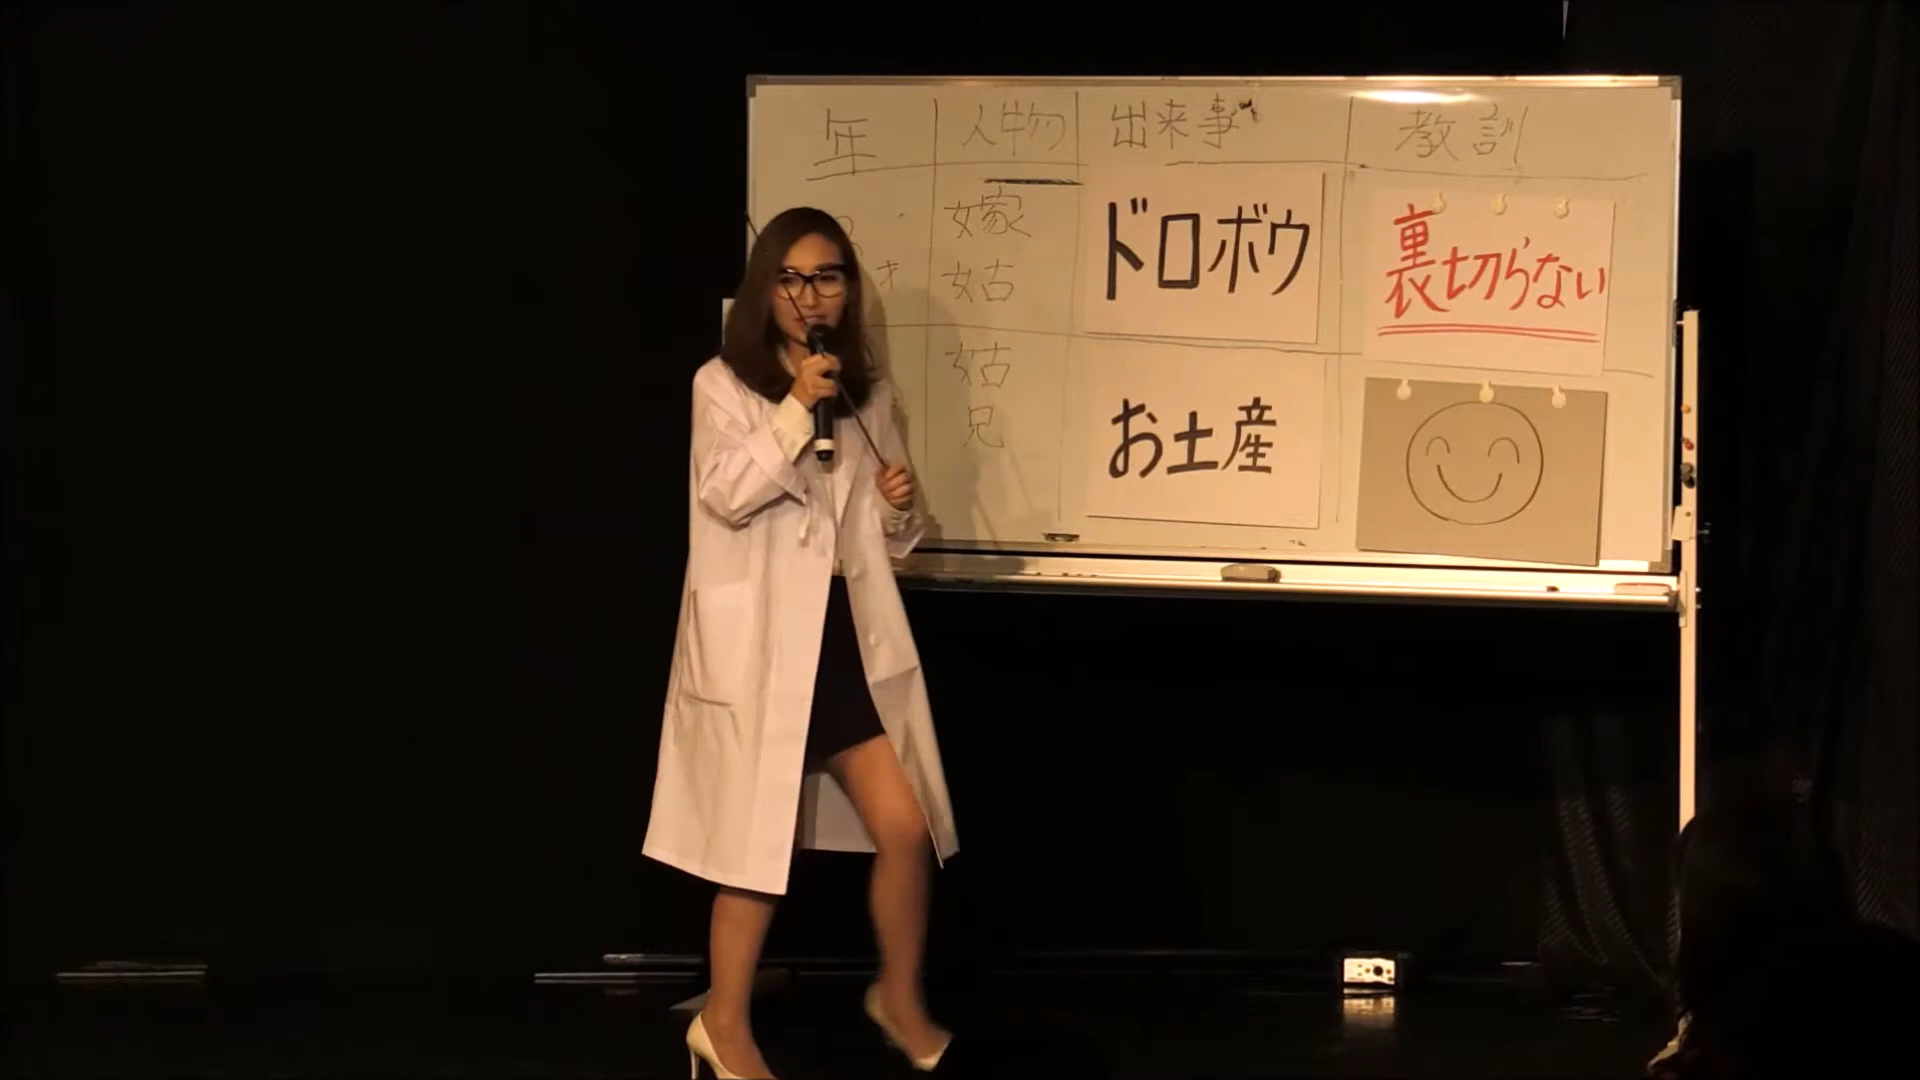 年 人物 出来事 教訓
嫁
姑
ドロボウ
裏切らない
姑
兄
お土産